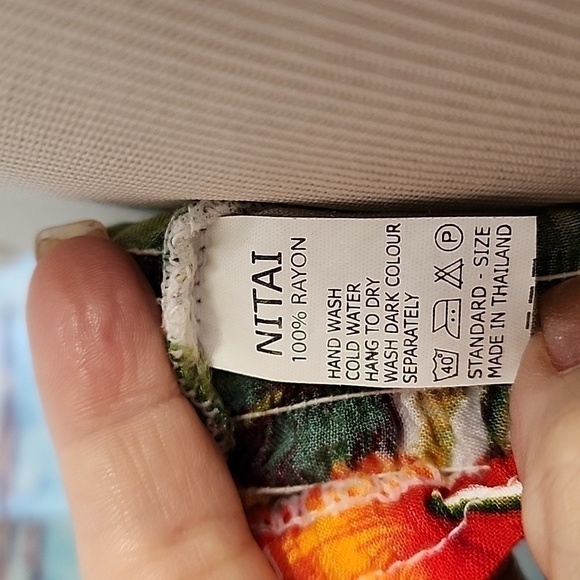 NITAI
100% RAYON
HAND WASH
COLD WATER
HANG TO DRY
WASH DARK COLOUR
SEPARATELY
40 P
STANDARD - SIZE
MADE IN THAILAND